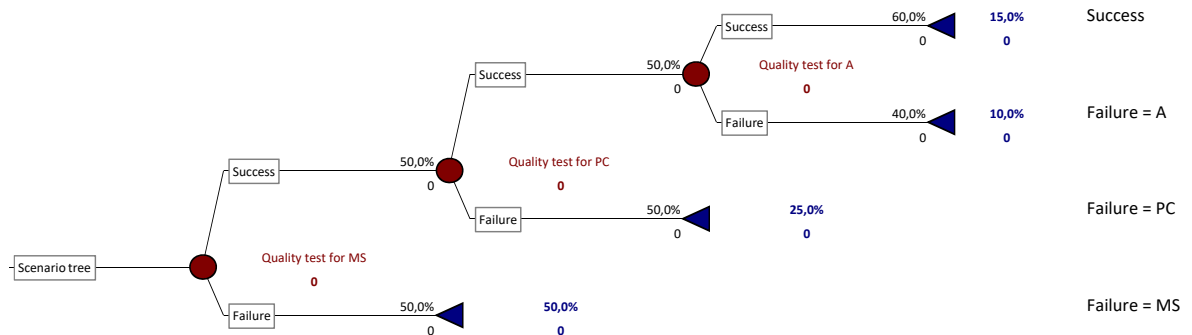 60,0% 15,0% Success
Success
0 0
50,0% Quality test for A
Success
0 0
40,0% 10,0% Failure = A
Failure
0 0
50,0% Quality test for PC
Success
0 0
50,0% 25,0% Failure = PC
Failure
0 0
Quality test for MS
Scenario tree
0
50,0% 50,0% Failure = MS
Failure
0 0